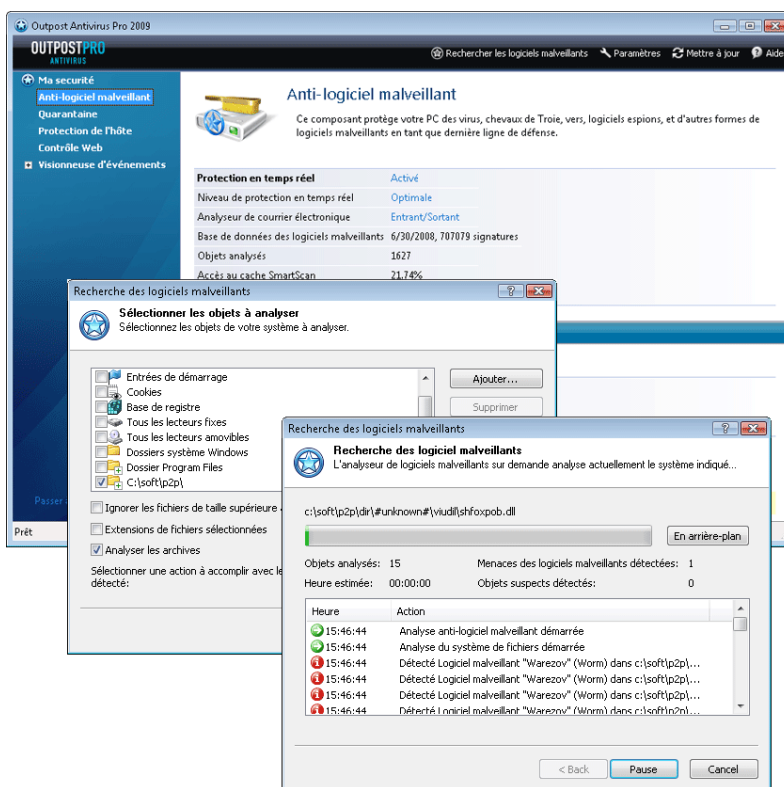 Outpost Antivirus Pro 2009
OUTPOSTPRO
ANTIVIRUS
Rechercher les logiciels malveillants Paramètres Mettre à jour Aide
Ma securité
Anti-logiciel malveillant
Quarantaine
Protection de l'hôte
Contrôle Web
Visionneuse d'événements
Anti-logiciel malveillant
Ce composant protège votre PC des virus, chevaux de Troie, vers, logiciels espions, et d'autres formes de
logiciels malveillants en tant que dernière ligne de défense.
Protection en temps réel Activé
Niveau de protection en temps réel Optimale
Analyseur de courrier électronique Entrant/Sortant
Base de données des logiciels malveillants 6/30/2008, 707079 signatures
Objets analysés 1627
Accès au cache SmartScan 21.74%
Passer
Prêt
Recherche des logiciels malveillants
Sélectionner les objets à analyser
Sélectionnez les objets de votre système à analyser.
Entrées de démarrage
Cookies
Base de registre
Tous les lecteurs fixes
Tous les lecteurs amovibles
Dossiers système Windows
Dossier Program Files
C:\soft\p2p\
Ajouter...
Supprimer
Ignorer les fichiers de taille supérieure
Extensions de fichiers sélectionnées
Analyser les archives
Sélectionner une action à accomplir avec le
détecté:
Recherche des logiciels malveillants
Recherche des logiciel malveillants
L'analyseur de logiciels malveillants sur demande analyse actuellement le système indiqué...
c:\soft\p2p\dir\#unknown#\viudil\shfoxpob.dll
En arrière-plan
Objets analysés: 15 Menaces des logiciels malveillants détectées: 1
Heure estimée: 00:00:00 Objets suspects détectés: 0
Heure Action
15:46:44 Analyse anti-logiciel malveillant démarrée
15:46:44 Analyse du système de fichiers démarrée
15:46:44 Détecté Logiciel malveillant "Warezov" (Worm) dans c:\soft\p2p\...
15:46:44 Détecté Logiciel malveillant "Warezov" (Worm) dans c:\soft\p2p\...
15:46:44 Détecté Logiciel malveillant "Warezov" (Worm) dans c:\soft\p2p\...
15:46:44 Détecté Logiciel malveillant "Warezov" (Worm) dans c:\soft\p2p\...
< Back Pause Cancel